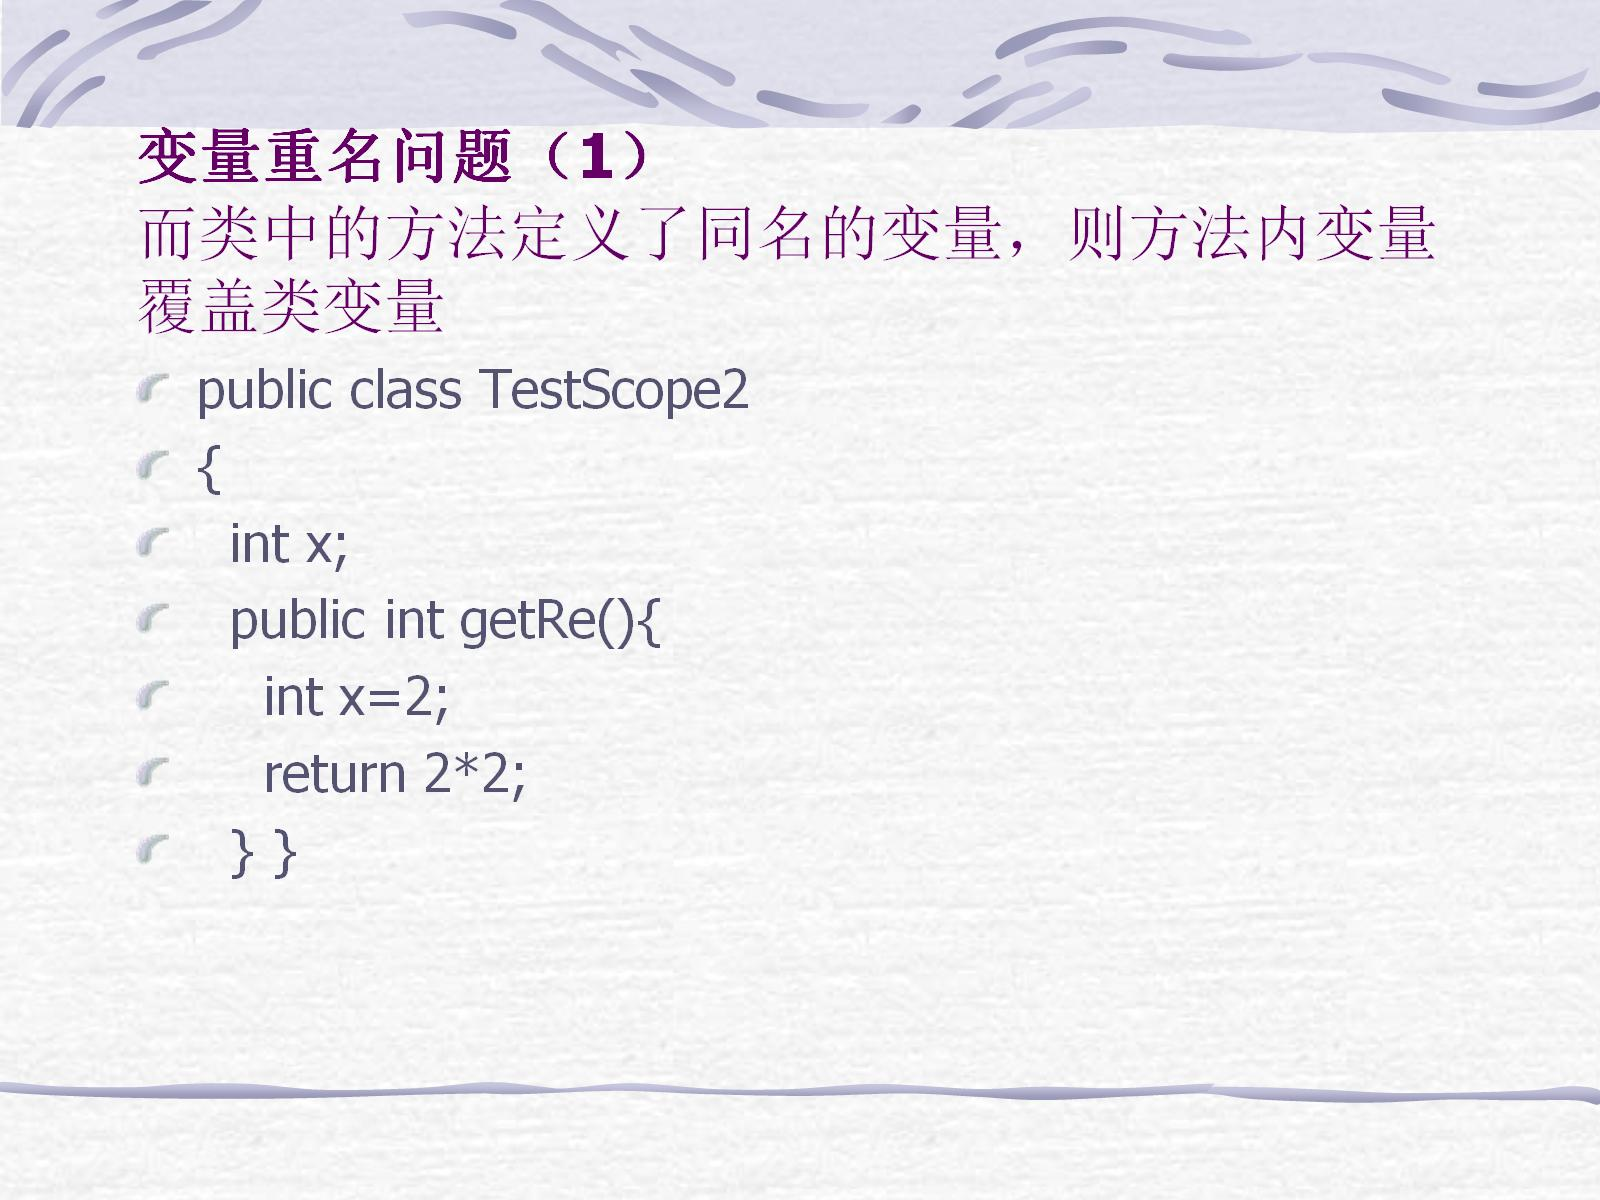 变量重名问题（1）
而类中的方法定义了同名的变量，则方法内变量
覆盖类变量
public class TestScope2
{
int x;
public int getRe(){
int x=2;
return 2*2;
} }